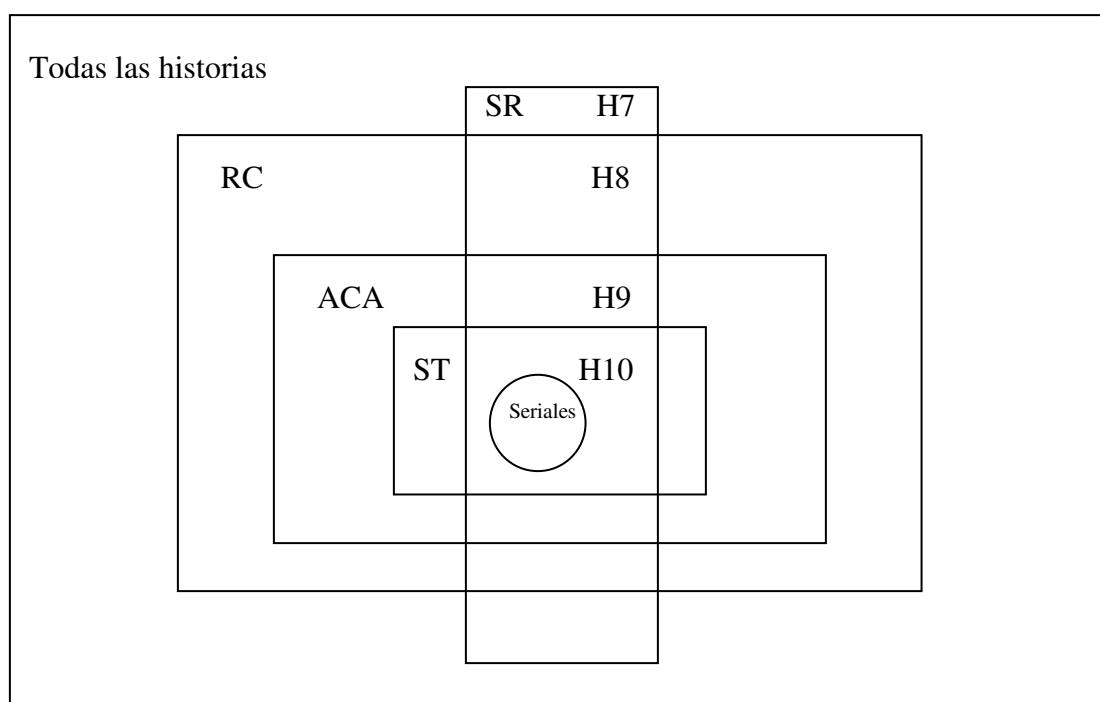 Todas las historias
SR H7
RC H8
ACA H9
ST H10
Seriales